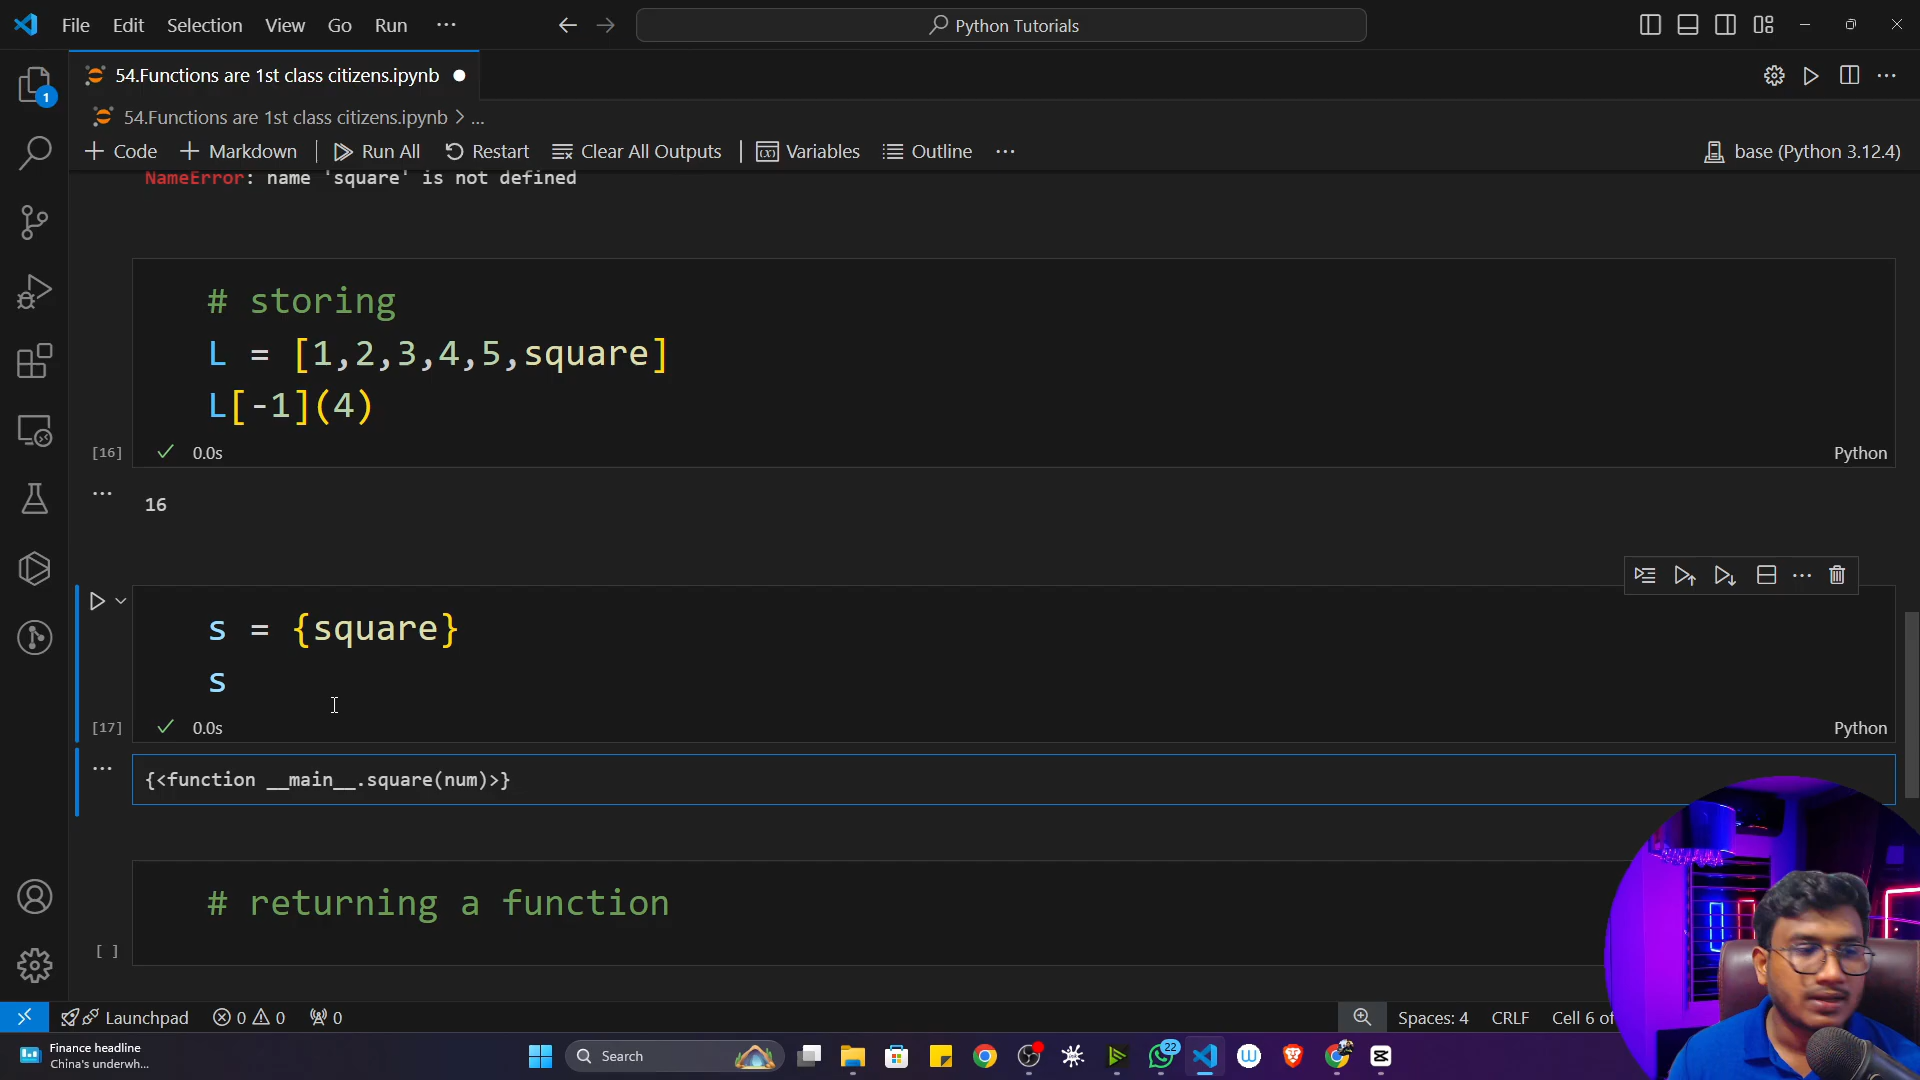 File Edit Selection View Go Run ···
Python Tutorials
54.Functions are 1st class citizens.ipynb
1
54.Functions are 1st class citizens.ipynb > ...
+ Code + Markdown Run All Restart Clear All Outputs Variables Outline ···
base (Python 3.12.4)
NameError: name 'square' is not defined
# storing
L = [1,2,3,4,5,square]
L[-1](4)
[16] 0.0s Python
16
s = {square}
s
[17] 0.0s Python
{<function __main__.square(num)>}
# returning a function
[ ]
Launchpad 0 0 0 Spaces: 4 CRLF Cell 6 of
Finance headline
China's underwh...
Search
22